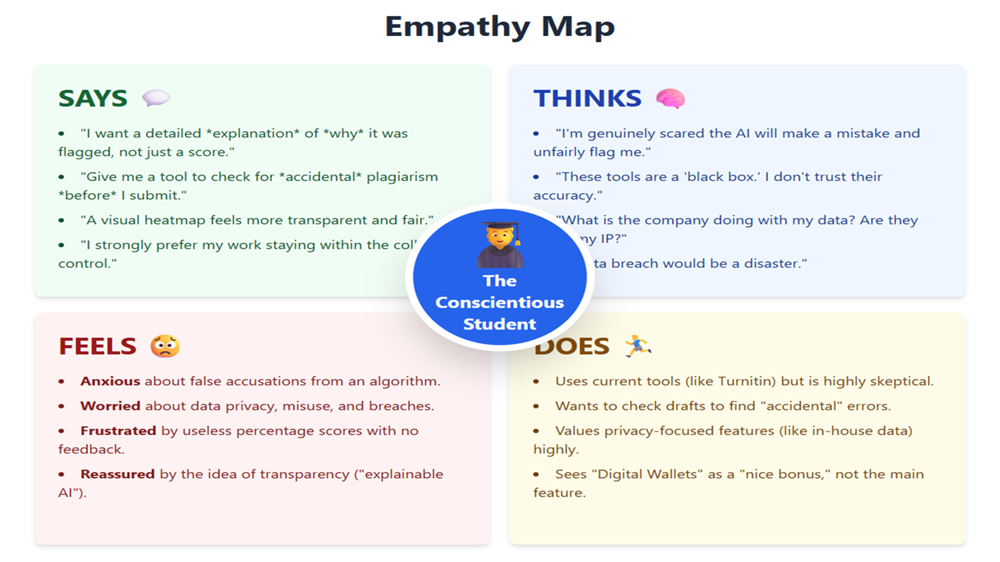 Empathy Map
SAYS
• "I want a detailed *explanation* of *why* it was
flagged, not just a score."
• "Give me a tool to check for *accidental* plagiarism
*before* I submit."
• "A visual heatmap feels more transparent and fair."
• "I strongly prefer my work staying within the
control."
THINKS
• "I'm genuinely scared the AI will make a mistake and
unfairly flag me."
• "These tools are a 'black box.' I don't trust their
accuracy."
"What is the company doing with my data? Are they
my IP?"
breach would be a disaster."
The
Conscientious
Student
FEELS
• Anxious about false accusations from an algorithm.
• Worried about data privacy, misuse, and breaches.
• Frustrated by useless percentage scores with no
feedback.
• Reassured by the idea of transparency ("explainable
AI").
DOES
• Uses current tools (like Turnitin) but is highly skeptical.
• Wants to check drafts to find "accidental" errors.
• Values privacy-focused features (like in-house data)
highly.
• Sees "Digital Wallets" as a "nice bonus," not the main
feature.